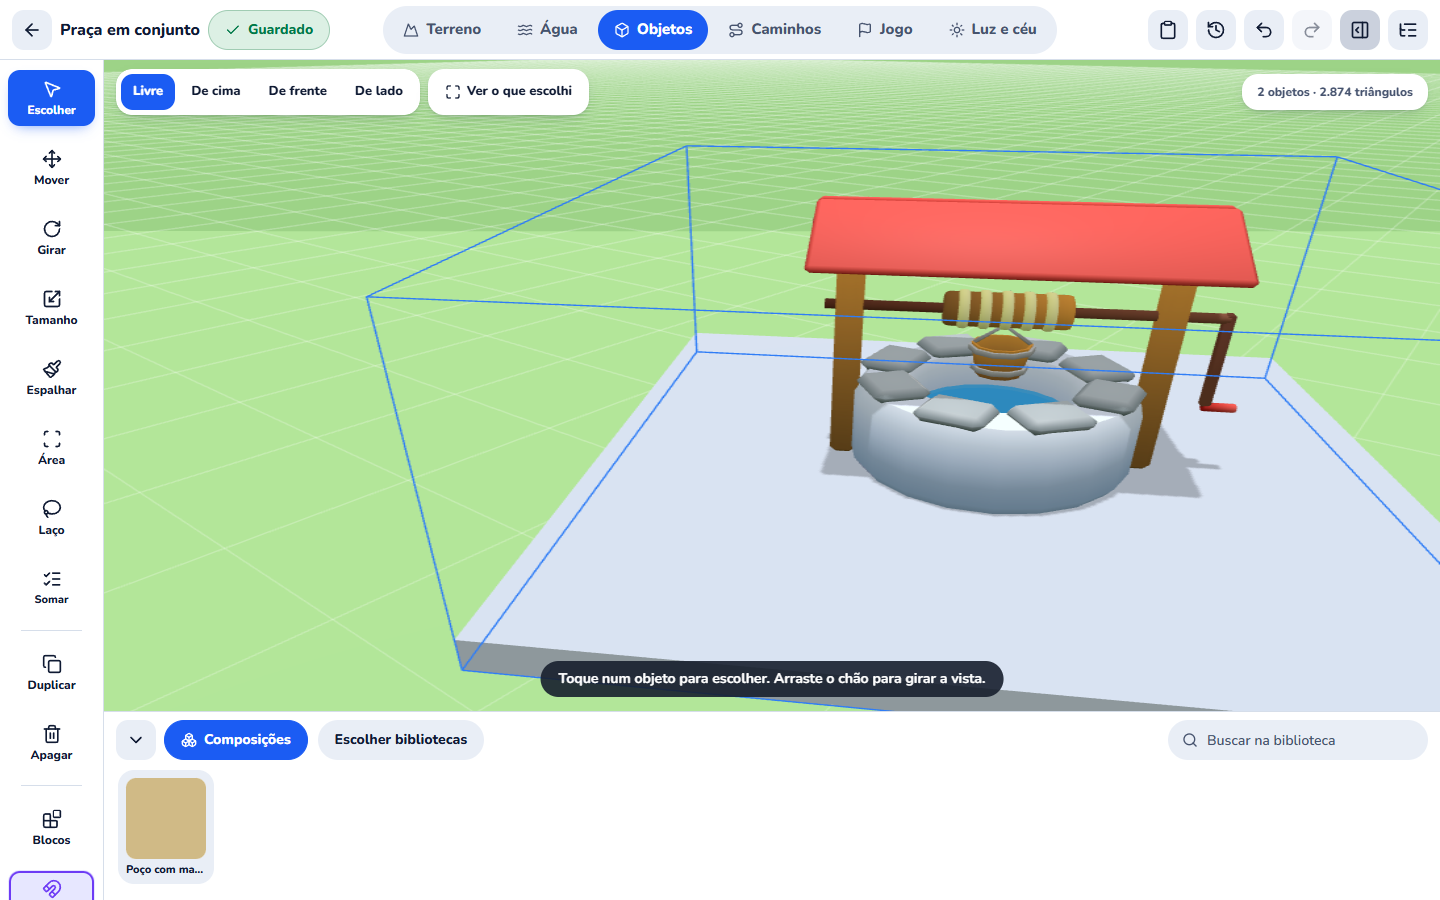 Praça em conjunto
Guardado
Terreno
Água
Objetos
Caminhos
Jogo
Luz e céu
Escolher
Mover
Girar
Tamanho
Espalhar
Área
Laço
Somar
Duplicar
Apagar
Blocos
Livre
De cima
De frente
De lado
Ver o que escolhi
2 objetos · 2.874 triângulos
Toque num objeto para escolher. Arraste o chão para girar a vista.
Composições
Escolher bibliotecas
Buscar na biblioteca
Poço com ma...